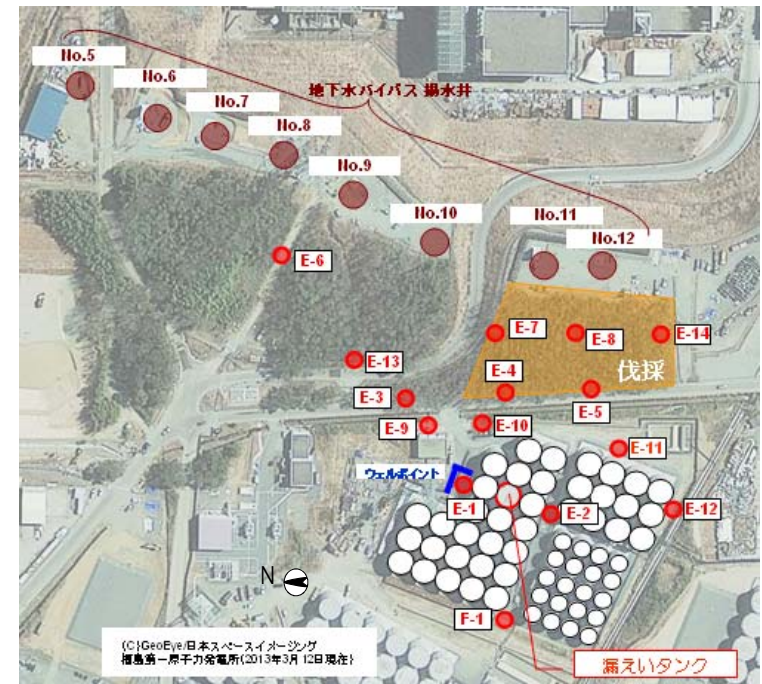 No.5
No.6
No.7
地下水バイパス 揚水井
No.8
No.9
No.10
No.11
No.12
E-6
E-7
E-8
E-14
E-13
伐採
E-4
E-3
E-5
E-9
E-10
E-11
ウェルポイント
E-1
E-2
E-12
N
F-1
(C)GeoEye/日本スペースイメージング
福島第一原子力発電所(2013年3月12日現在)
漏えいタンク